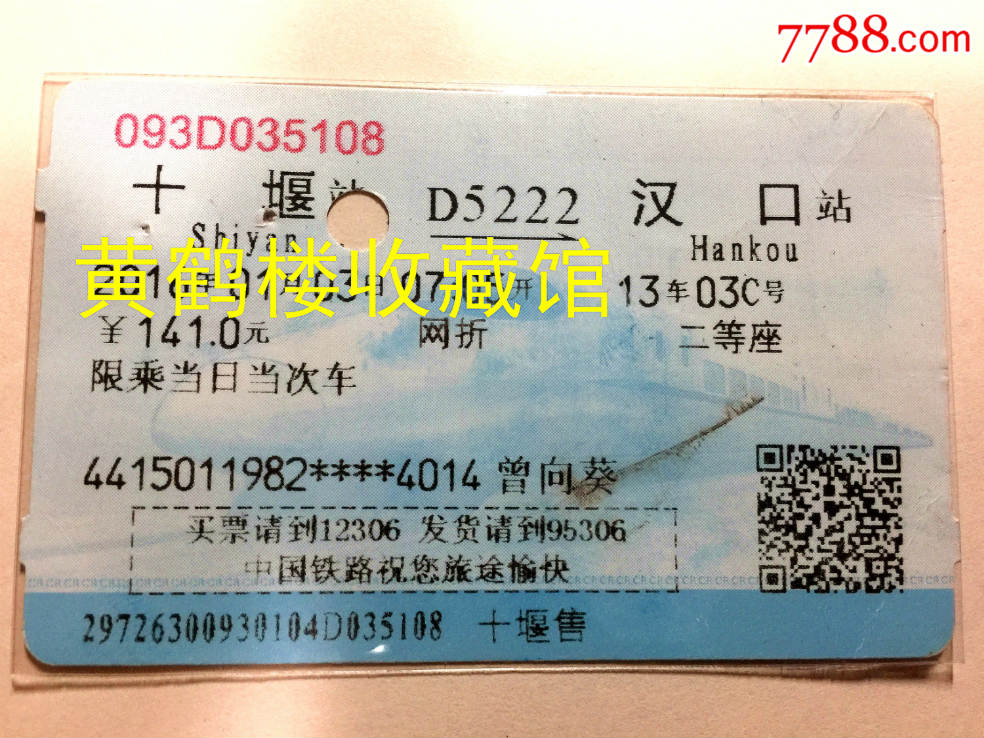 7788.com
093D035108
十堰站 D5222 汉口站
Shiyan Hankou
黄鹤楼收藏馆
13车03C号
￥141.0元 网折 二等座
限乘当日当次车
4415011982****4014 曾向葵
买票请到12306 发货请到95306
中国铁路祝您旅途愉快
29726300930104D035108 十堰售